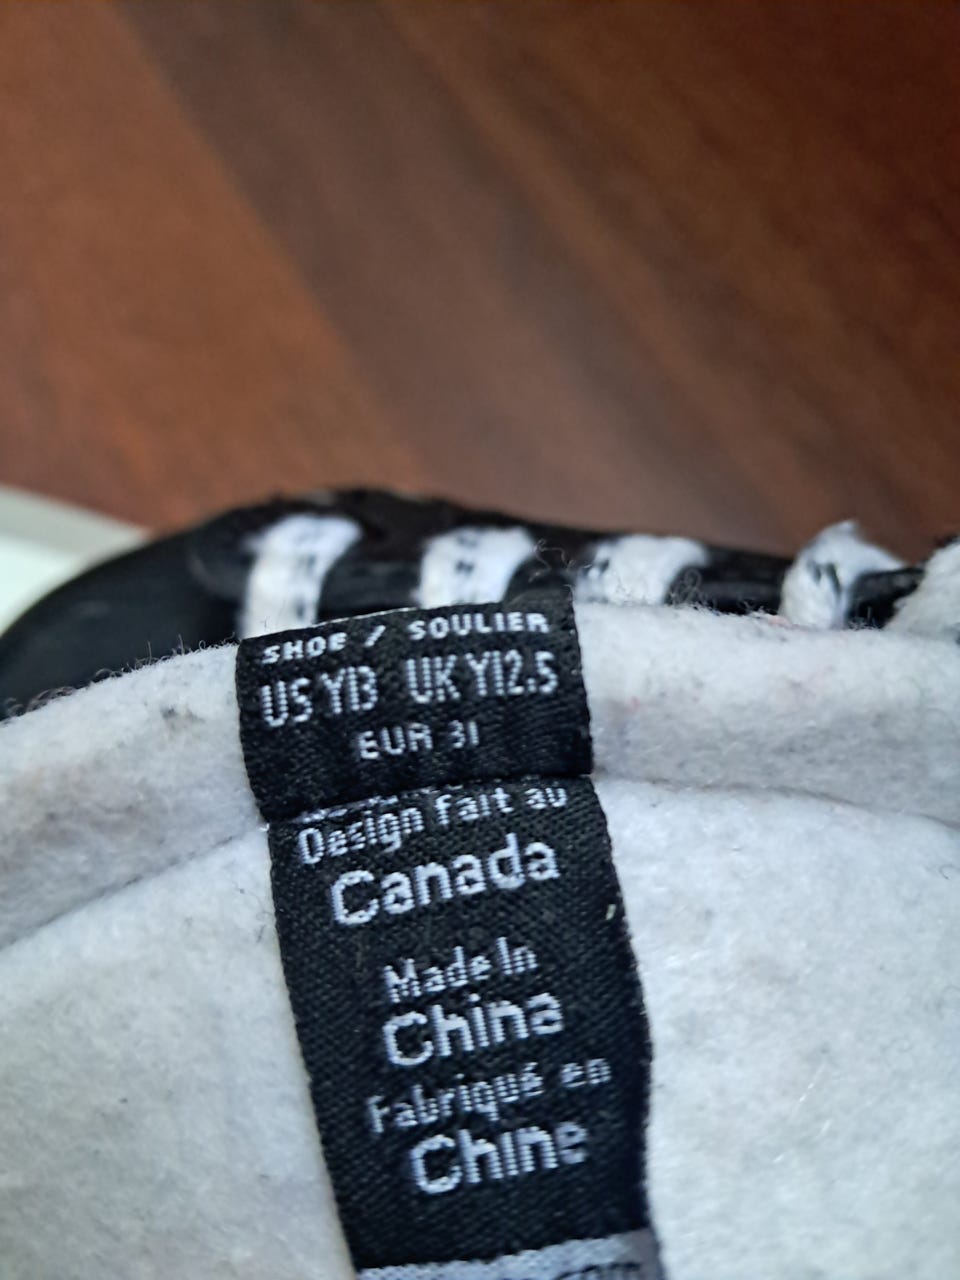 SHOE / SOULIER
US Y13 UK Y12.5
EUR 31
Design fait au
Canada
Made In
China
Fabriqué en
Chine